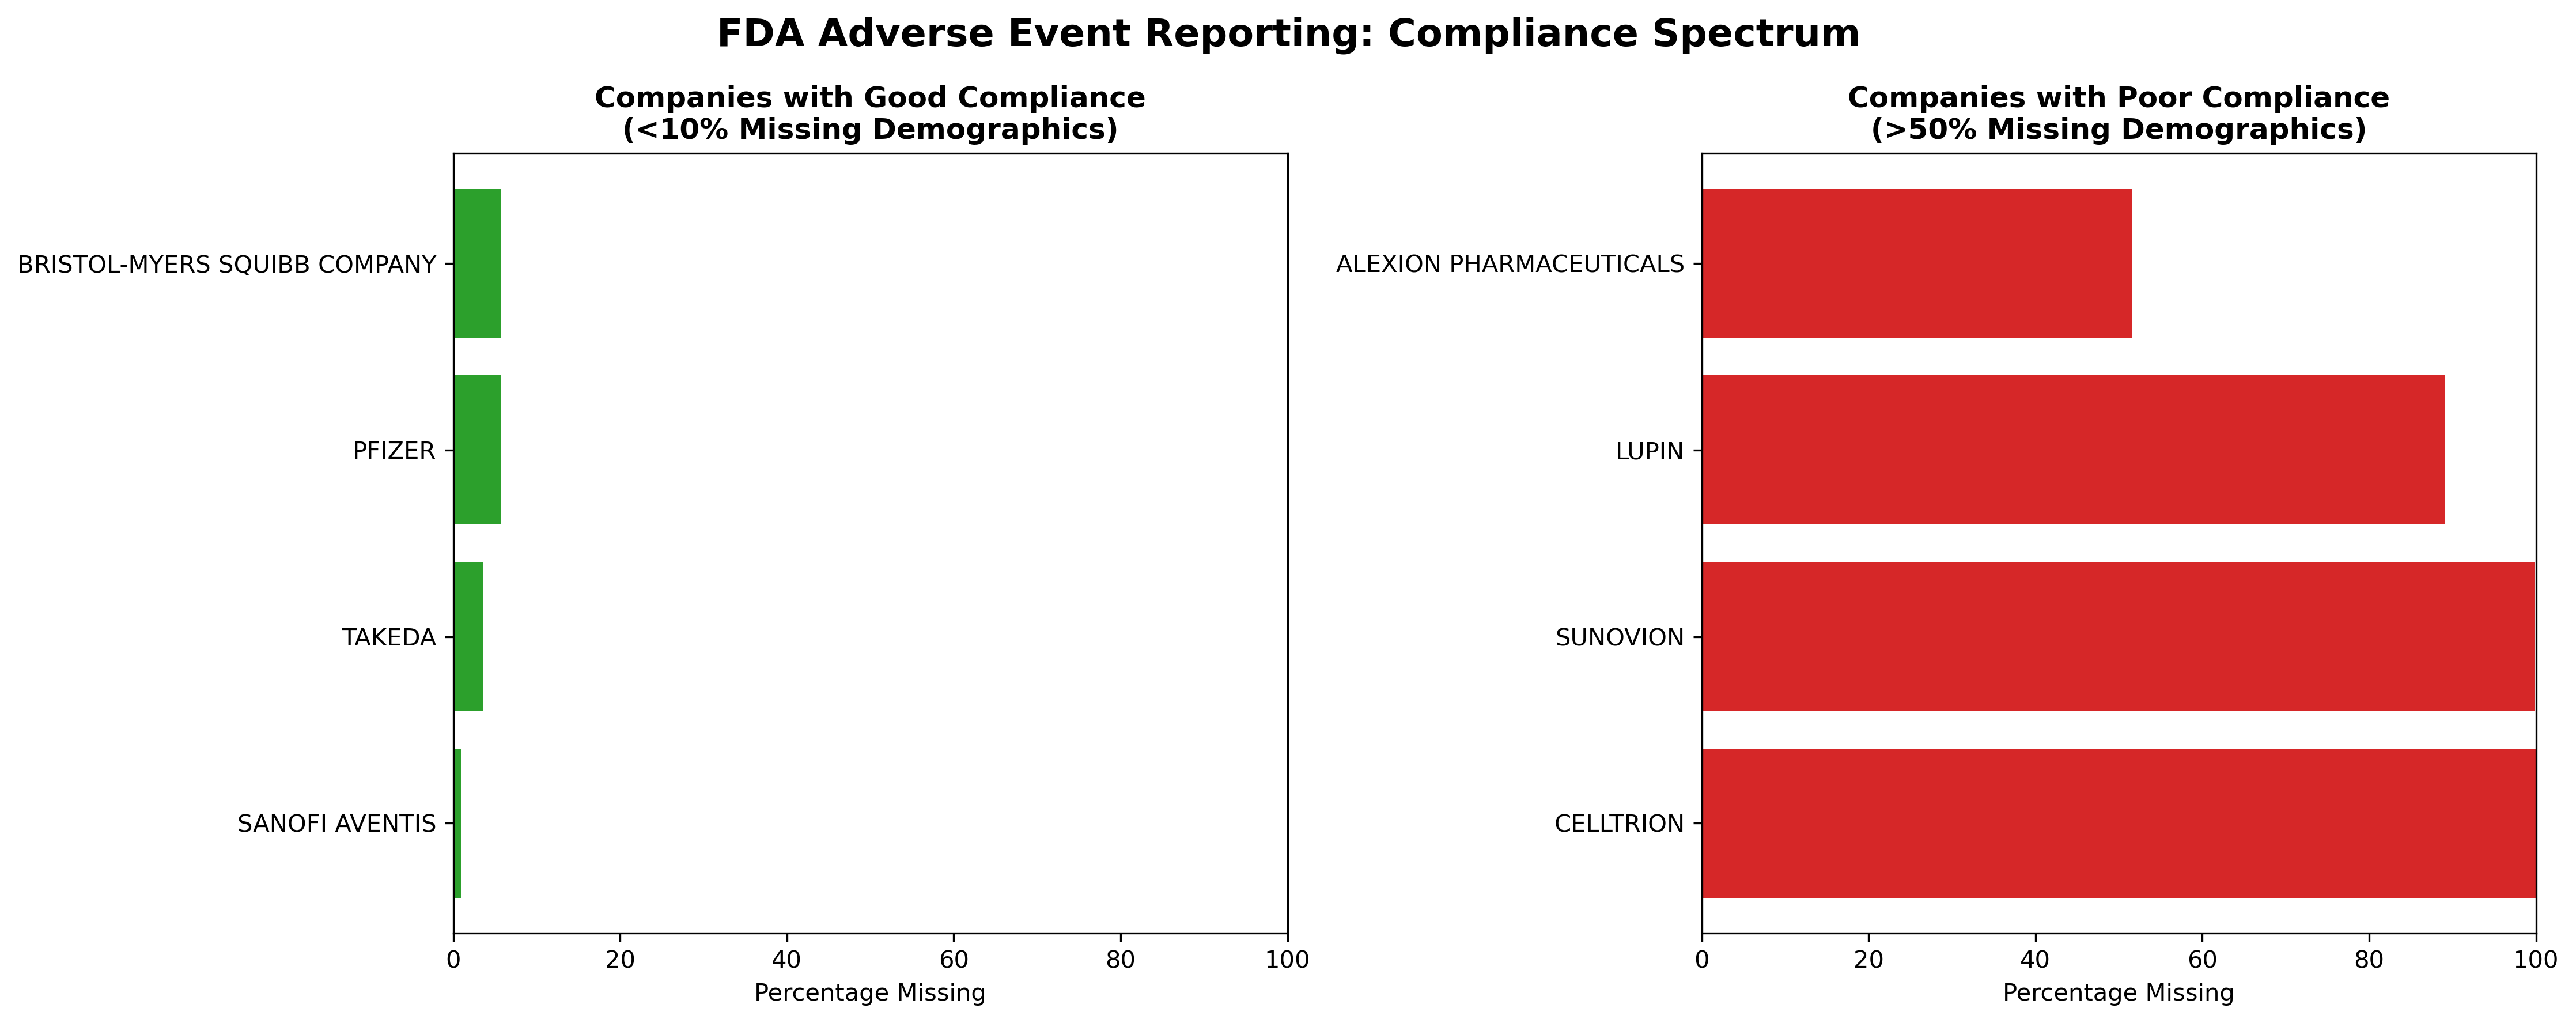 FDA Adverse Event Reporting: Compliance Spectrum
Companies with Good Compliance
(<10% Missing Demographics)
BRISTOL-MYERS SQUIBB COMPANY
PFIZER
TAKEDA
SANOFI AVENTIS
0 20 40 60 80 100
Percentage Missing
Companies with Poor Compliance
(>50% Missing Demographics)
ALEXION PHARMACEUTICALS
LUPIN
SUNOVION
CELLTRION
0 20 40 60 80 100
Percentage Missing